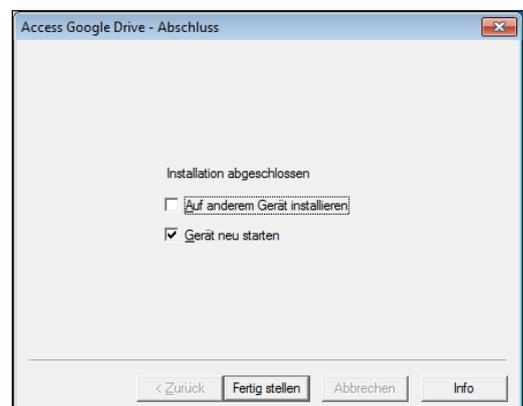 Access Google Drive - Abschluss
Installation abgeschlossen
Auf anderem Gerät installieren
Gerät neu starten
< Zurück
Fertig stellen
Abbrechen
Info